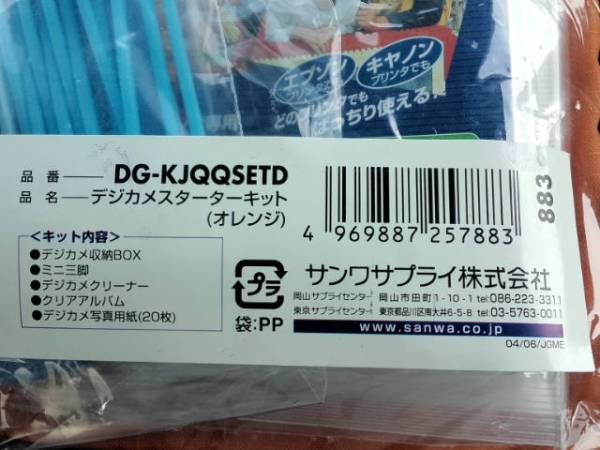 エプソン
プリンタでも
キヤノン
プリンタでも
どのプリンタでも
ばっちり使える
専用
品 番 DG-KJQQSETD
品 名 デジカメスターターキット
(オレンジ)
<キット内容>
●デジカメ収納BOX
●ミニ三脚
●デジカメクリーナー
●クリアアルバム
●デジカメ写真用紙(20枚)
4 969887 257883
883
プラ
袋:PP
サンワサプライ株式会社
岡山サプライセンター 岡山市田町1-10-1 tel.086-223-3311
東京サプライセンター 東京都品川区南大井6-5-8 tel.03-5763-0011
www.sanwa.co.jp
04/06/JGME